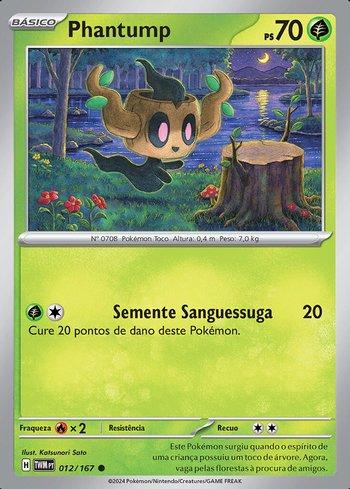 BÁSICO
Phantump
PS 70
Nº 0708 Pokémon Toco Altura: 0,4 m Peso: 7,0 kg
Semente Sanguessuga 20
Cure 20 pontos de dano deste Pokémon.
Fraqueza × 2 Resistência Recuo
Ilust. Katsunori Sato
H TWM PT 012/167
Este Pokémon surgiu quando o espírito de
uma criança possuiu um toco de árvore. Agora,
vaga pelas florestas à procura de amigos.
©2024 Pokémon/Nintendo/Creatures/GAME FREAK